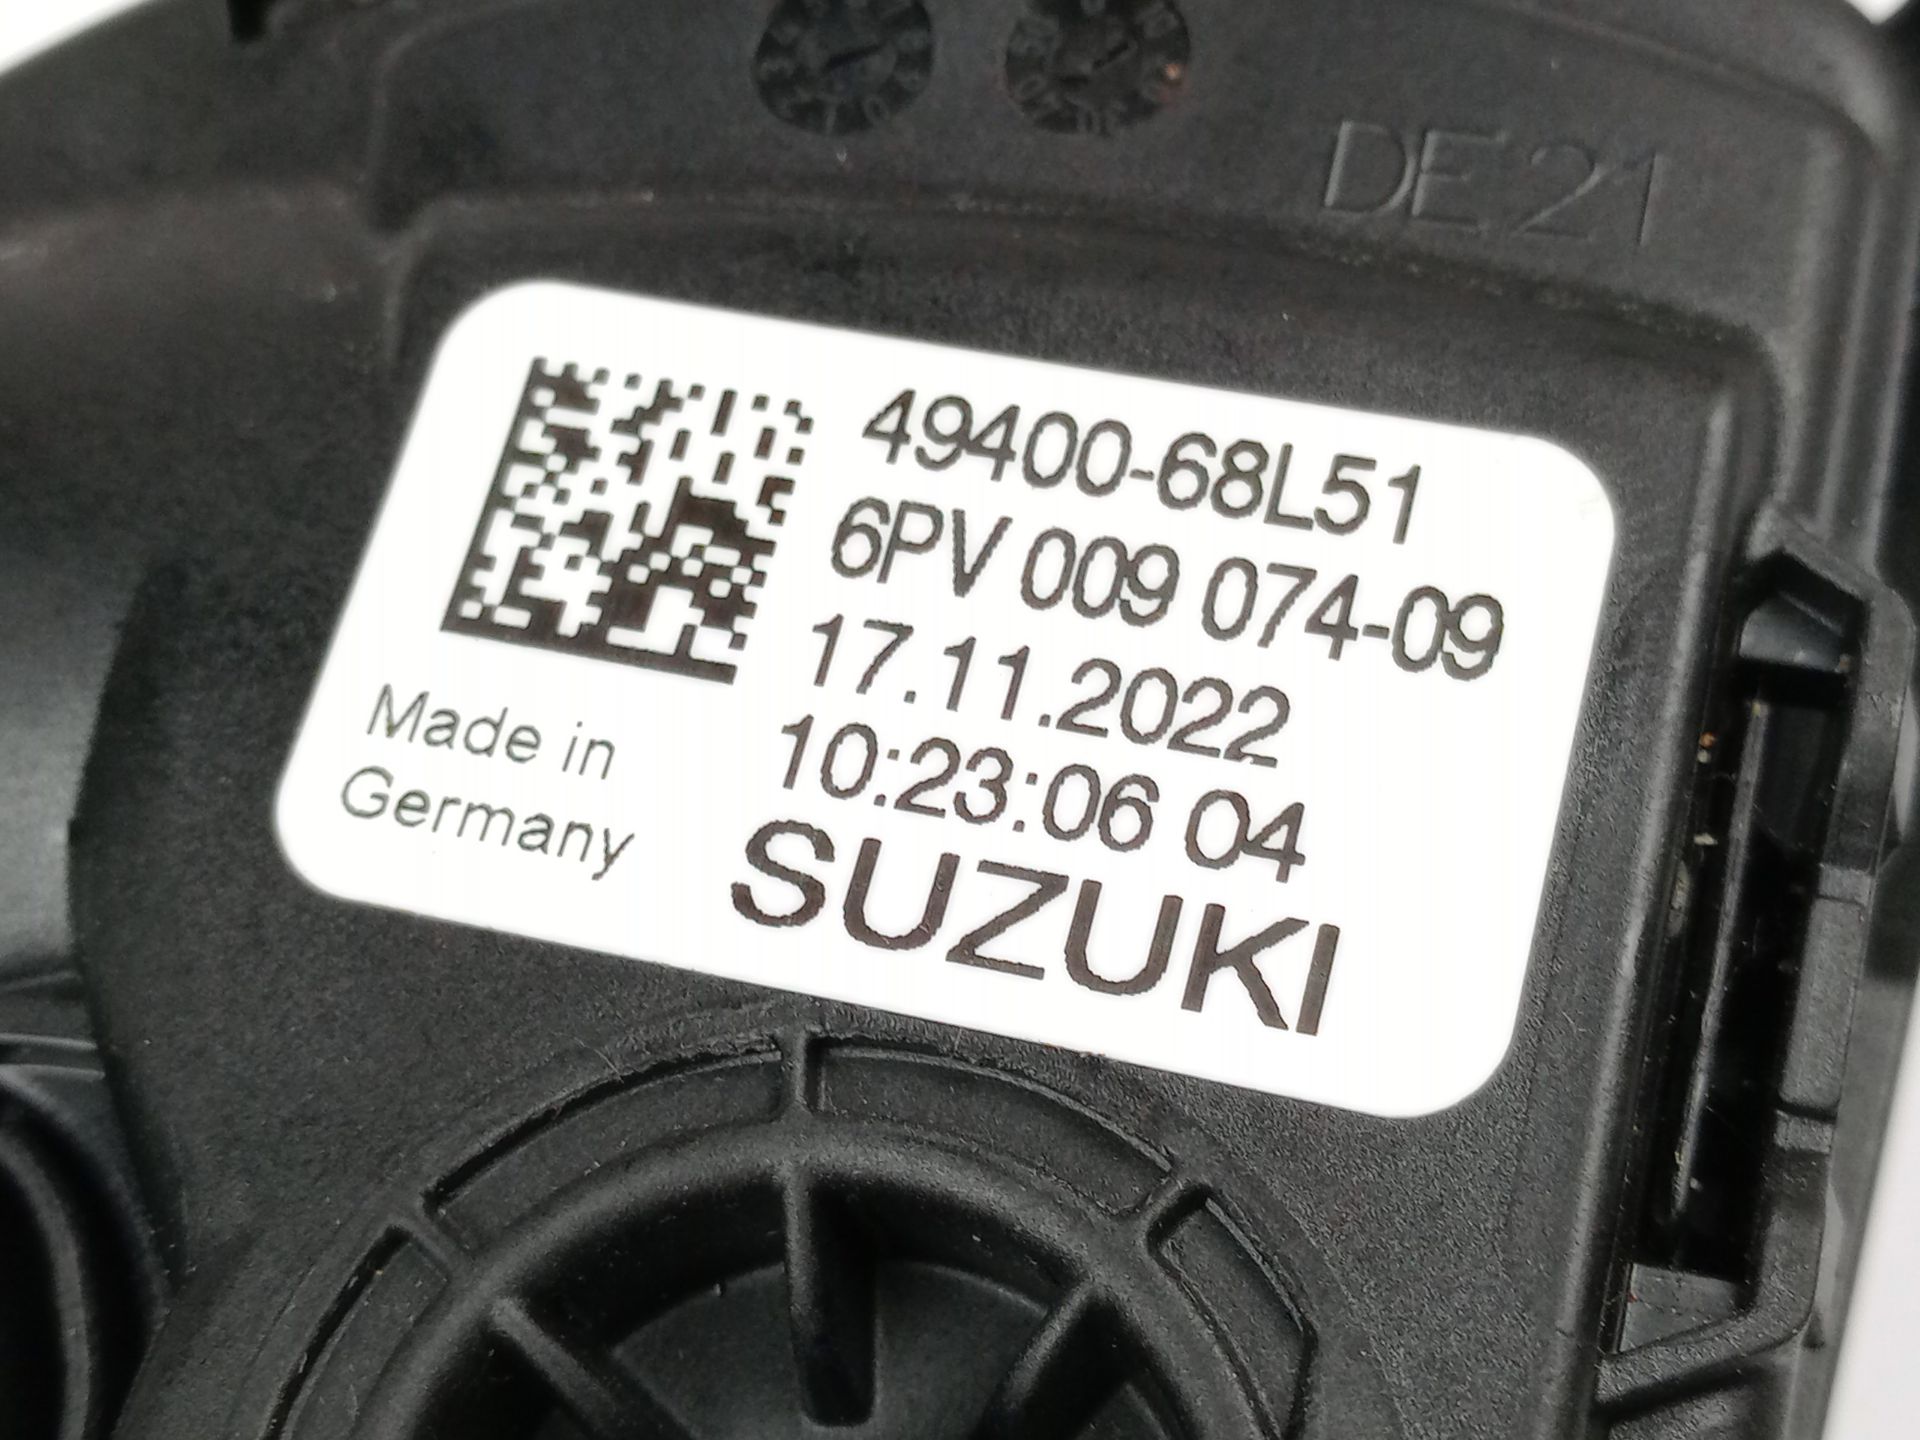 DE21
49400-68L51
6PV 009 074-09
17.11.2022
10:23:06 04
SUZUKI
Made in
Germany